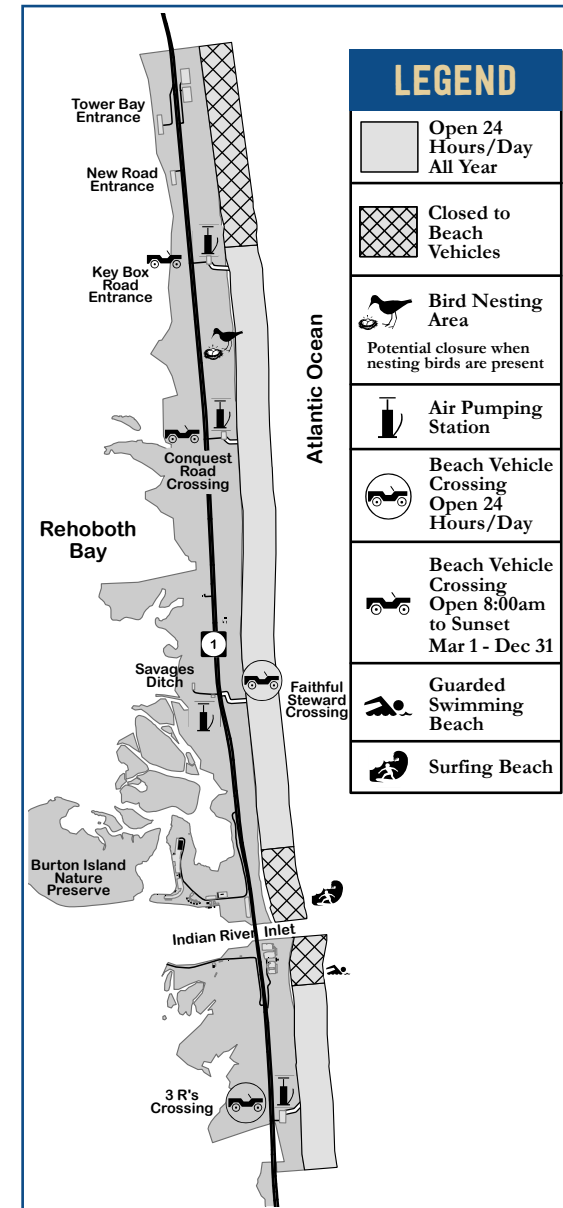 Tower Bay
Entrance
New Road
Entrance
Key Box
Road
Entrance
Conquest
Road
Crossing
Atlantic Ocean
Rehoboth
Bay
1
Savages
Ditch
Faithful
Steward
Crossing
Burton Island
Nature
Preserve
Indian River Inlet
3 R's
Crossing
LEGEND
Open 24
Hours/Day
All Year
Closed to
Beach
Vehicles
Bird Nesting
Area
Potential closure when
nesting birds are present
Air Pumping
Station
Beach Vehicle
Crossing
Open 24
Hours/Day
Beach Vehicle
Crossing
Open 8:00am
to Sunset
Mar 1 - Dec 31
Guarded
Swimming
Beach
Surfing Beach